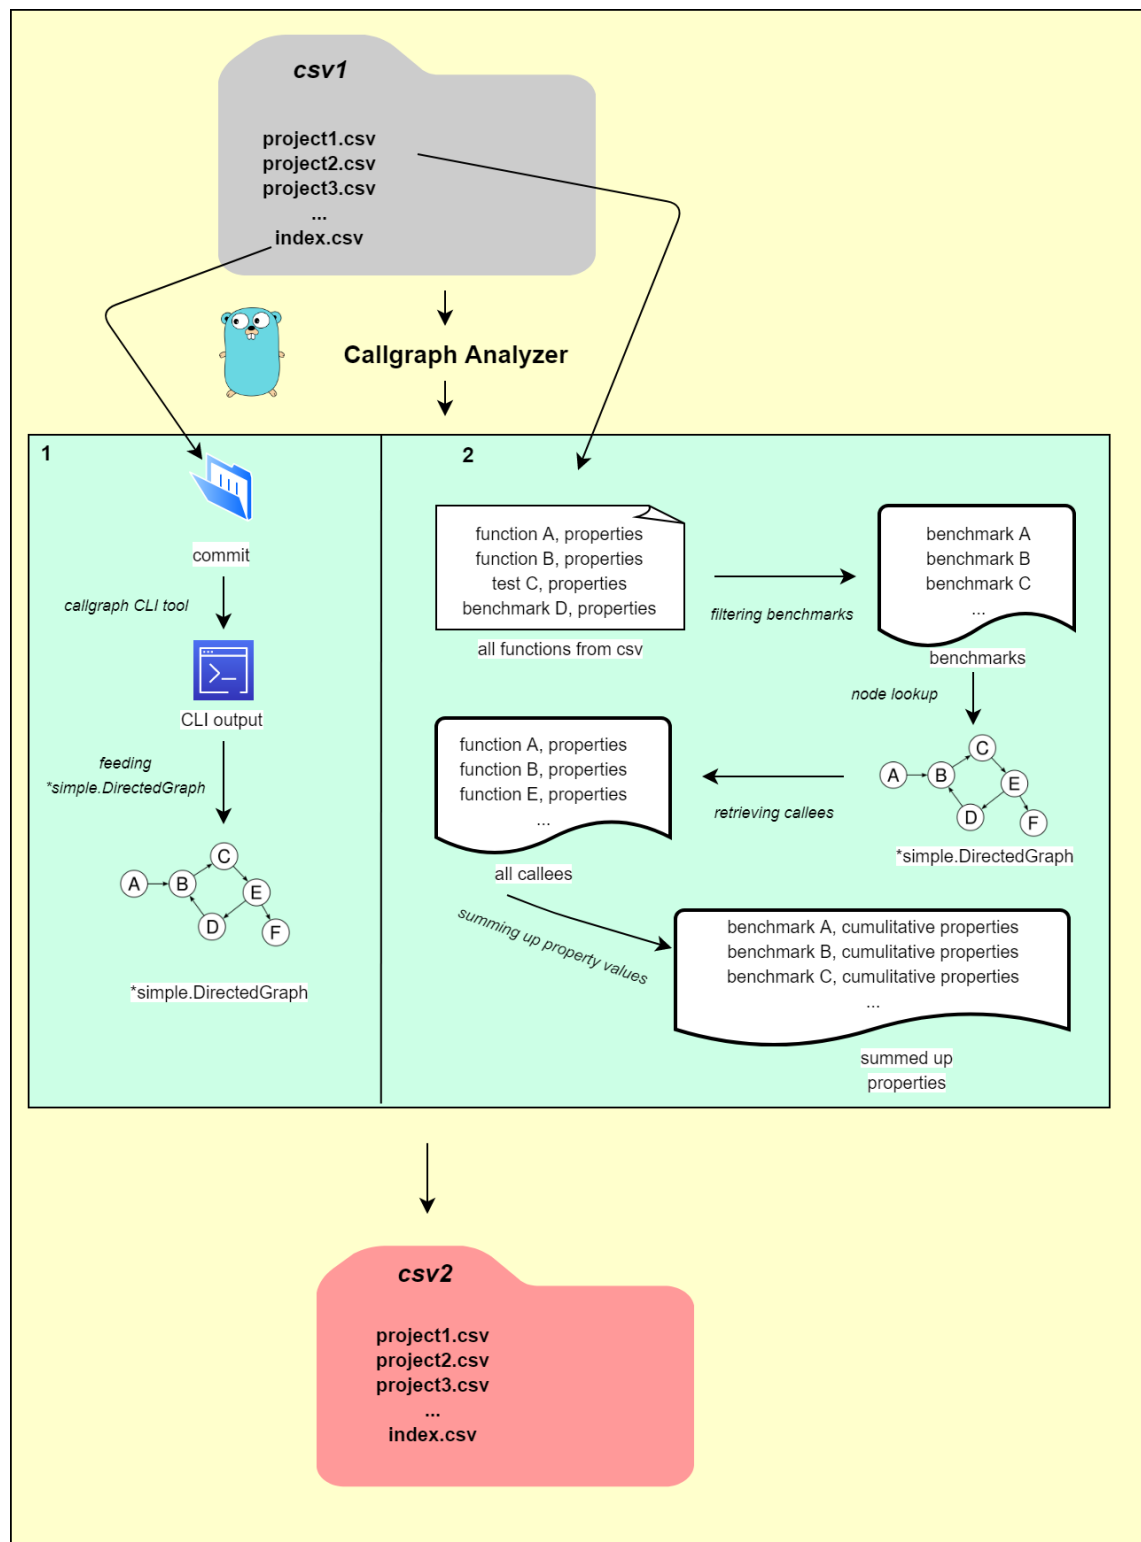 csv1
project1.csv
project2.csv
project3.csv
...
index.csv
Callgraph Analyzer
1
commit
callgraph CLI tool
>_
CLI output
feeding
*simple.DirectedGraph
C
A
B
E
D
F
*simple.DirectedGraph
2
function A, properties
function B, properties
test C, properties
benchmark D, properties
all functions from csv
filtering benchmarks
benchmark A
benchmark B
benchmark C
...
benchmarks
node lookup
C
A
B
E
D
F
*simple.DirectedGraph
retrieving callees
function A, properties
function B, properties
function E, properties
...
all callees
summing up property values
benchmark A, cumulitative properties
benchmark B, cumulitative properties
benchmark C, cumulitative properties
...
summed up
properties
csv2
project1.csv
project2.csv
project3.csv
...
index.csv